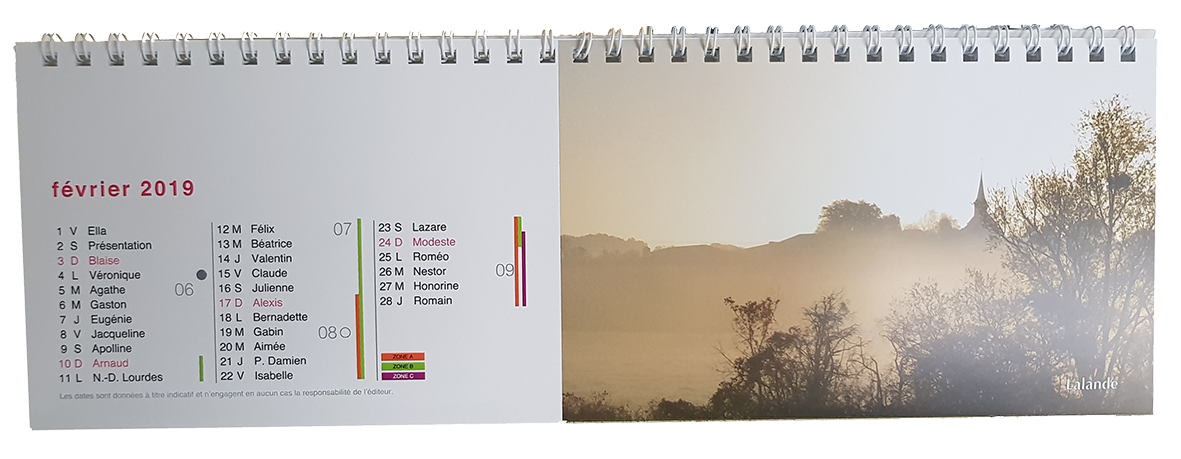 février 2019
1 V Ella
2 S Présentation
3 D Blaise
4 L Véronique
5 M Agathe
06
6 M Gaston
7 J Eugénie
8 V Jacqueline
9 S Apolline
10 D Arnaud
11 L N.-D. Lourdes
12 M Félix
07
13 M Béatrice
14 J Valentin
15 V Claude
16 S Julienne
17 D Alexis
18 L Bernadette
19 M Gabin
08
20 M Aimée
21 J P. Damien
22 V Isabelle
23 S Lazare
24 D Modeste
25 L Roméo
26 M Nestor
09
27 M Honorine
28 J Romain
ZONE A
ZONE B
ZONE C
Les dates sont données à titre indicatif et n'engagent en aucun cas la responsabilité de l'éditeur.
Lalande